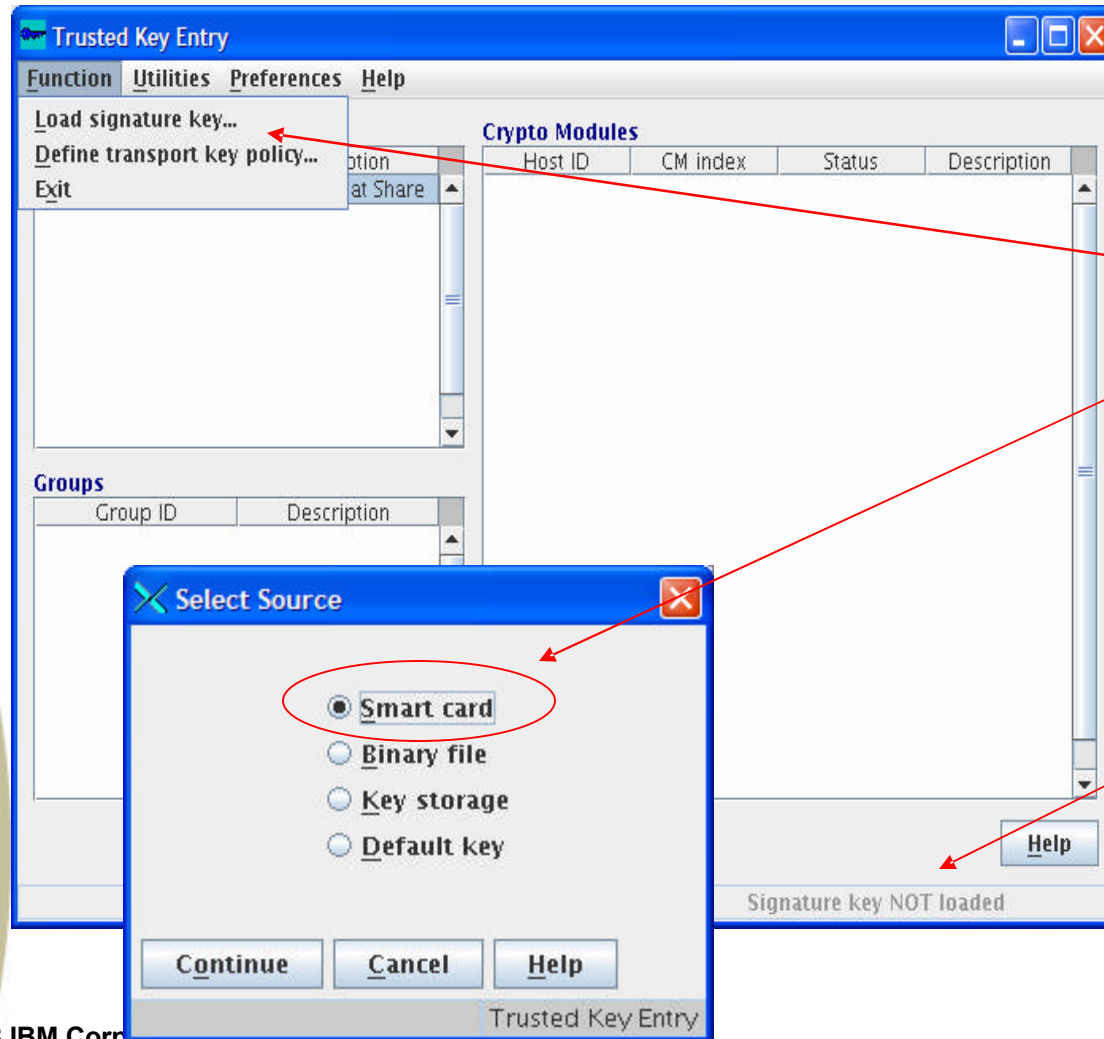 Trusted Key Entry
Function Utilities Preferences Help
Load signature key...
Define transport key policy...
Exit
at Share
Crypto Modules
Host ID CM index Status Description
Groups
Group ID Description
Select Source
Smart card
Binary file
Key storage
Default key
Continue Cancel Help
Trusted Key Entry
Help
Signature key NOT loaded
IBM